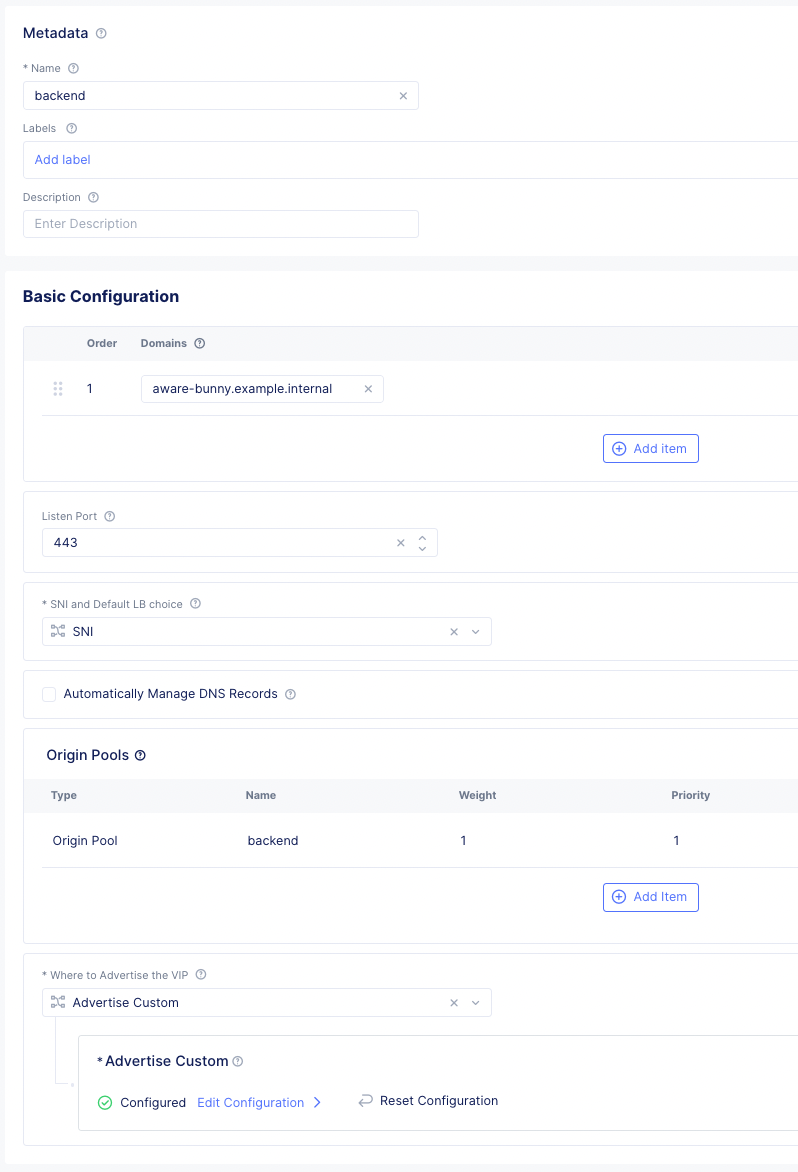 Metadata
* Name
backend
Labels
Add label
Description
Enter Description
Basic Configuration
Order Domains
1 aware-bunny.example.internal
Add item
Listen Port
443
* SNI and Default LB choice
SNI
Automatically Manage DNS Records
Origin Pools
Type Name Weight Priority
Origin Pool backend 1 1
Add Item
* Where to Advertise the VIP
Advertise Custom
* Advertise Custom
Configured Edit Configuration Reset Configuration